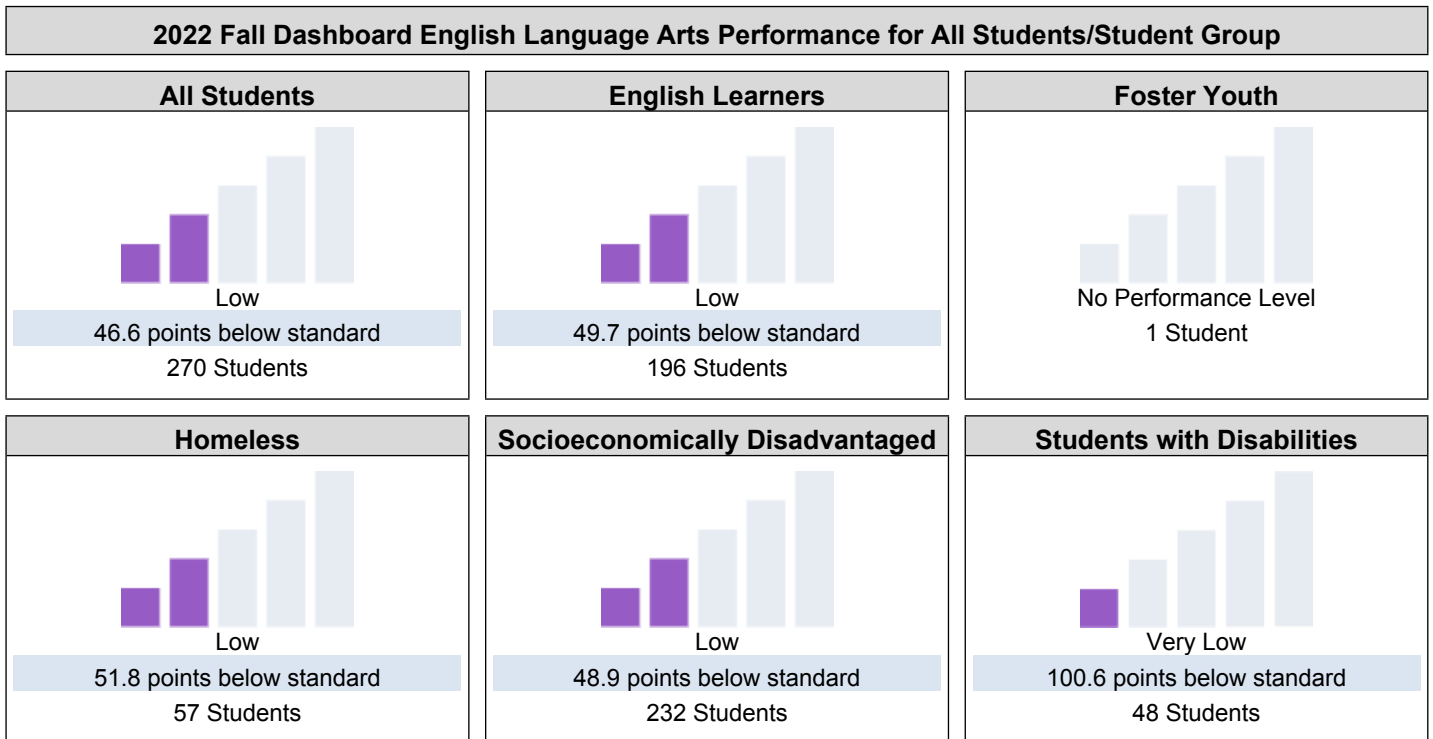 2022 Fall Dashboard English Language Arts Performance for All Students/Student Group
All Students
Low
46.6 points below standard
270 Students
English Learners
Low
49.7 points below standard
196 Students
Foster Youth
No Performance Level
1 Student
Homeless
Low
51.8 points below standard
57 Students
Socioeconomically Disadvantaged
Low
48.9 points below standard
232 Students
Students with Disabilities
Very Low
100.6 points below standard
48 Students